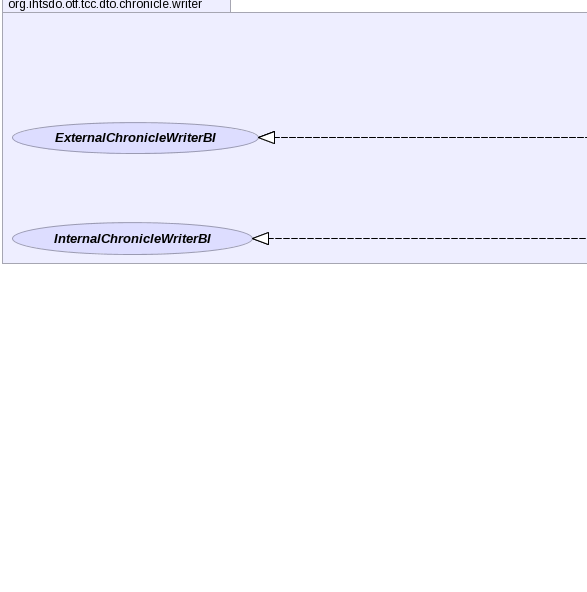 org.ihtsdo.otf.tcc.dto.chronicle.writer
ExternalChronicleWriterBI
InternalChronicleWriterBI